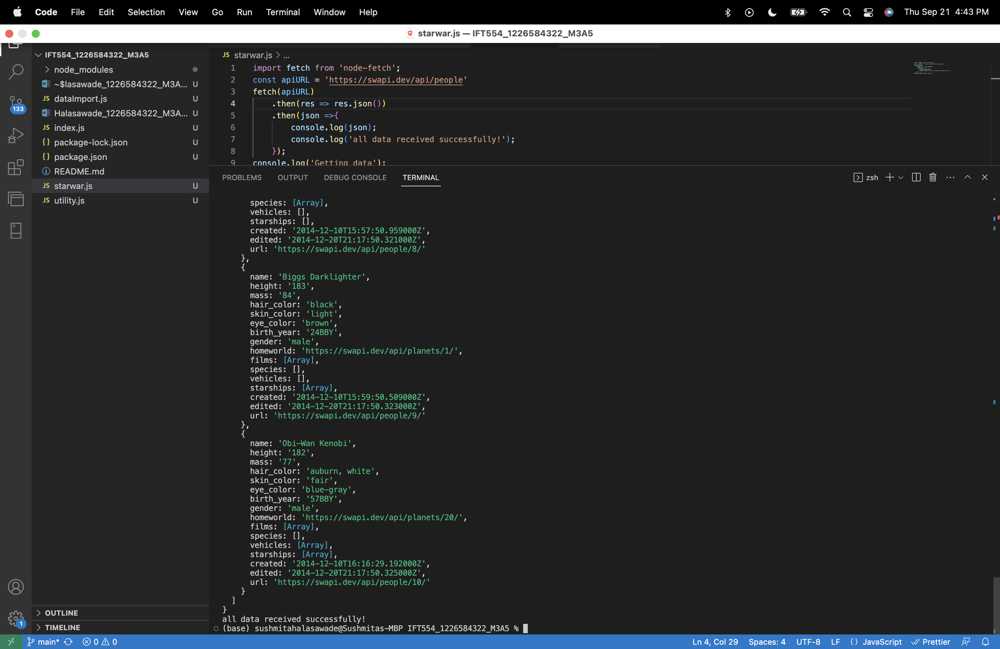 Code File Edit Selection View Go Run Terminal Window Help Thu Sep 21 4:43 PM
starwar.js — IFT554_1226584322_M3A5
IFT554_1226584322_M3A5
node_modules
~$lasawade_1226584322_M3A... U
JS dataImport.js U
133
Halasawade_1226584322_M3A... U
JS index.js U
{} package-lock.json U
{} package.json U
README.md
JS starwar.js U
JS utility.js U
OUTLINE
TIMELINE
1
JS starwar.js > ...
1 import fetch from 'node-fetch';
2 const apiURL = 'https://swapi.dev/api/people'
3 fetch(apiURL)
4 .then(res => res.json())
5 .then(json =>{
6 console.log(json);
7 console.log('all data received successfully!');
8 });
9 console.log('Getting data');
PROBLEMS OUTPUT DEBUG CONSOLE TERMINAL zsh
species: [Array],
vehicles: [],
starships: [],
created: '2014-12-10T15:57:50.959000Z',
edited: '2014-12-20T21:17:50.321000Z',
url: 'https://swapi.dev/api/people/8/'
},
{
name: 'Biggs Darklighter',
height: '183',
mass: '84',
hair_color: 'black',
skin_color: 'light',
eye_color: 'brown',
birth_year: '24BBY',
gender: 'male',
homeworld: 'https://swapi.dev/api/planets/1/',
films: [Array],
species: [],
vehicles: [],
starships: [Array],
created: '2014-12-10T15:59:50.509000Z',
edited: '2014-12-20T21:17:50.323000Z',
url: 'https://swapi.dev/api/people/9/'
},
{
name: 'Obi-Wan Kenobi',
height: '182',
mass: '77',
hair_color: 'auburn, white',
skin_color: 'fair',
eye_color: 'blue-gray',
birth_year: '57BBY',
gender: 'male',
homeworld: 'https://swapi.dev/api/planets/20/',
films: [Array],
species: [],
vehicles: [Array],
starships: [Array],
created: '2014-12-10T16:16:29.192000Z',
edited: '2014-12-20T21:17:50.325000Z',
url: 'https://swapi.dev/api/people/10/'
}
]
}
all data received successfully!
(base) sushmitahalasawade@Sushmitas-MBP IFT554_1226584322_M3A5 %
main* 0 0 Ln 4, Col 29 Spaces: 4 UTF-8 LF {} JavaScript Prettier